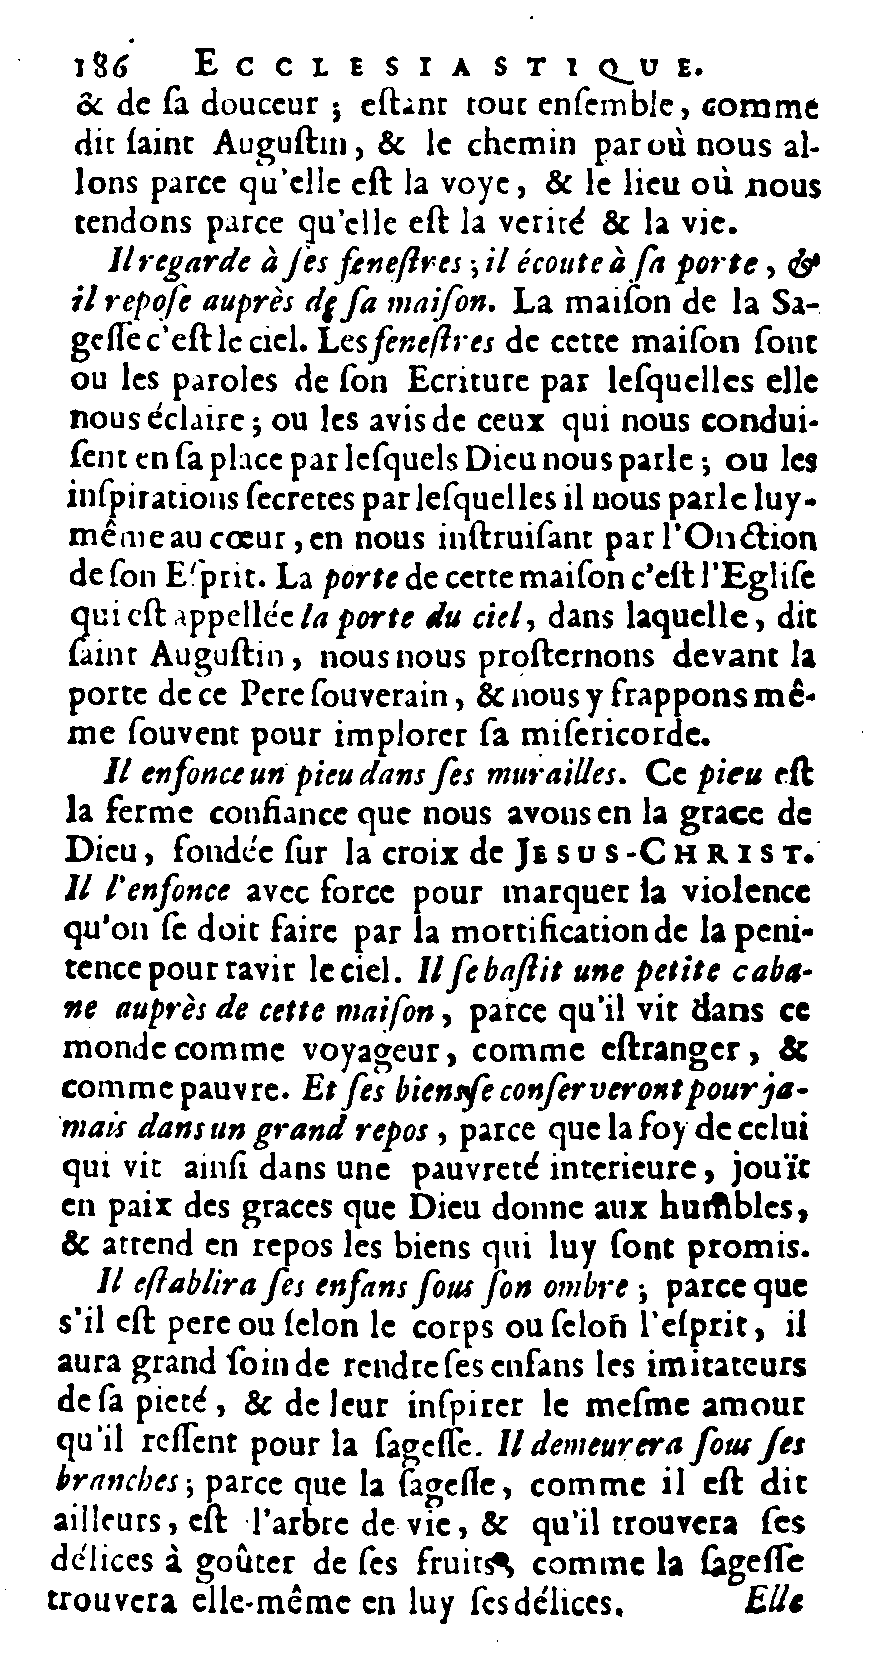 186 ECCLESIASTIQUE.
& de ſa douceur ; eſtant tout enſemble, comme
dit ſaint Auguſtin, & le chemin par où nous al-
lons parce qu'elle eſt la voye, & le lieu où nous
tendons parce qu'elle eſt la verité & la vie.
Il regarde à ſes feneſtres ; il écoute à ſa porte, &
il repoſe auprès de ſa maiſon. La maiſon de la Sa-
geſſe c'eſt le ciel. Les feneſtres de cette maiſon ſont
ou les paroles de ſon Ecriture par leſquelles elle
nous éclaire ; ou les avis de ceux qui nous condui-
ſent en ſa place par leſquels Dieu nous parle ; ou les
inſpirations ſecretes par leſquelles il nous parle luy-
même au cœur, en nous inſtruiſant par l'Onction
de ſon Eſprit. La porte de cette maiſon c'eſt l'Egliſe
qui eſt appellée la porte du ciel, dans laquelle, dit
ſaint Auguſtin, nous nous proſternons devant la
porte de ce Pere ſouverain, & nous y frappons mê-
me ſouvent pour implorer ſa miſericorde.
Il enfonce un pieu dans ſes murailles. Ce pieu eſt
la ferme confiance que nous avons en la grace de
Dieu, fondée ſur la croix de JESUS-CHRIST.
Il l'enfonce avec force pour marquer la violence
qu'on ſe doit faire par la mortification de la peni-
tence pour ravir le ciel. Il ſe baſtit une petite caba-
ne auprès de cette maiſon, parce qu'il vit dans ce
monde comme voyageur, comme eſtranger, &
comme pauvre. Et ſes biens ſe conſerveront pour ja-
mais dans un grand repos, parce que la foy de celui
qui vit ainſi dans une pauvreté interieure, jouït
en paix des graces que Dieu donne aux humbles,
& attend en repos les biens qui luy ſont promis.
Il eſtablira ſes enfans ſous ſon ombre ; parce que
s'il eſt pere ou ſelon le corps ou ſelon l'eſprit, il
aura grand ſoin de rendre ſes enfans les imitateurs
de ſa pieté, & de leur inſpirer le meſme amour
qu'il reſſent pour la ſageſſe. Il demeurera ſous ſes
branches ; parce que la ſageſſe, comme il eſt dit
ailleurs, eſt l'arbre de vie, & qu'il trouvera ſes
délices à goûter de ſes fruits, comme la ſageſſe
trouvera elle-même en luy ſes délices. Elle